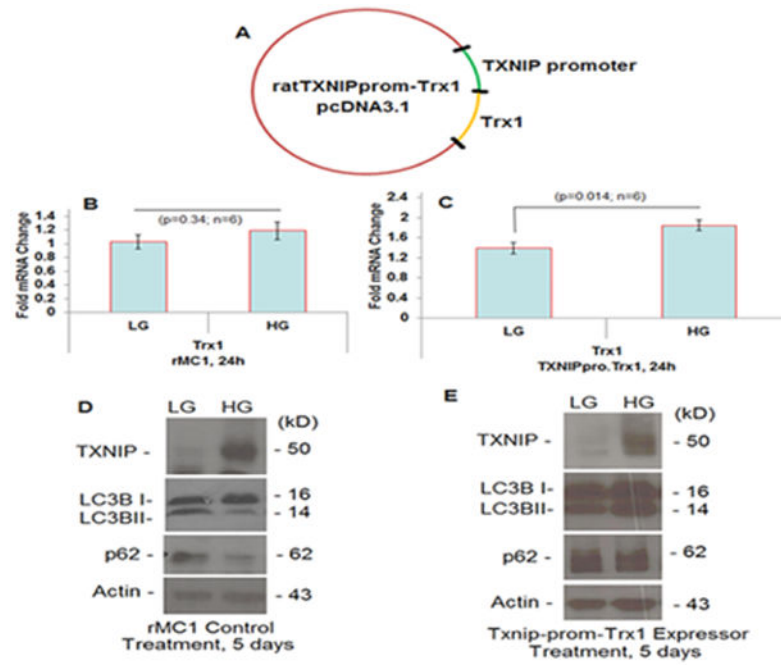 A
TXNIP promoter
ratTXNIPprom-Trx1
pcDNA3.1
Trx1
B
(p=0.34; n=6)
Fold mRNA Change
1.4
1.2
1
0.8
0.6
0.4
0.2
0
LG
HG
Trx1
rMC1, 24h
C
(p=0.014; n=6)
Fold mRNA Change
2.4
2
1.6
1.2
0.8
0.4
0
LG
HG
Trx1
TXNIPpro.Trx1, 24h
D
LG HG
(kD)
TXNIP - - 50
LC3B I- - 16
LC3BII- - 14
p62 - - 62
Actin - - 43
rMC1 Control
Treatment, 5 days
E
LG HG
(kD)
TXNIP - - 50
LC3B I- - 16
LC3BII- - 14
p62 - - 62
Actin - - 43
Txnip-prom-Trx1 Expressor
Treatment, 5 days